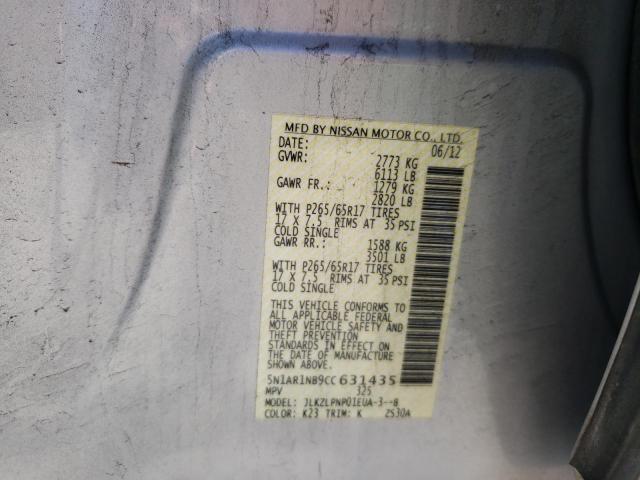 MFD BY NISSAN MOTOR CO., LTD.
DATE: 06/12
GVWR: 2773 KG
6113 LB
GAWR FR.: 1279 KG
2820 LB
WITH P265/65R17 TIRES
17 X 7.5 RIMS AT 35 PSI
COLD SINGLE
GAWR RR.: 1588 KG
3501 LB
WITH P265/65R17 TIRES
17 X 7.5 RIMS AT 35 PSI
COLD SINGLE
THIS VEHICLE CONFORMS TO
ALL APPLICABLE FEDERAL
MOTOR VEHICLE SAFETY AND
THEFT PREVENTION
STANDARDS IN EFFECT ON
THE DATE OF MANUFACTURE
SHOWN ABOVE.
5N1AR1NB9CC631435
MPV 325
MODEL: JLKZLPNP01EUA-3--8
COLOR: K23 TRIM: K ZS30A